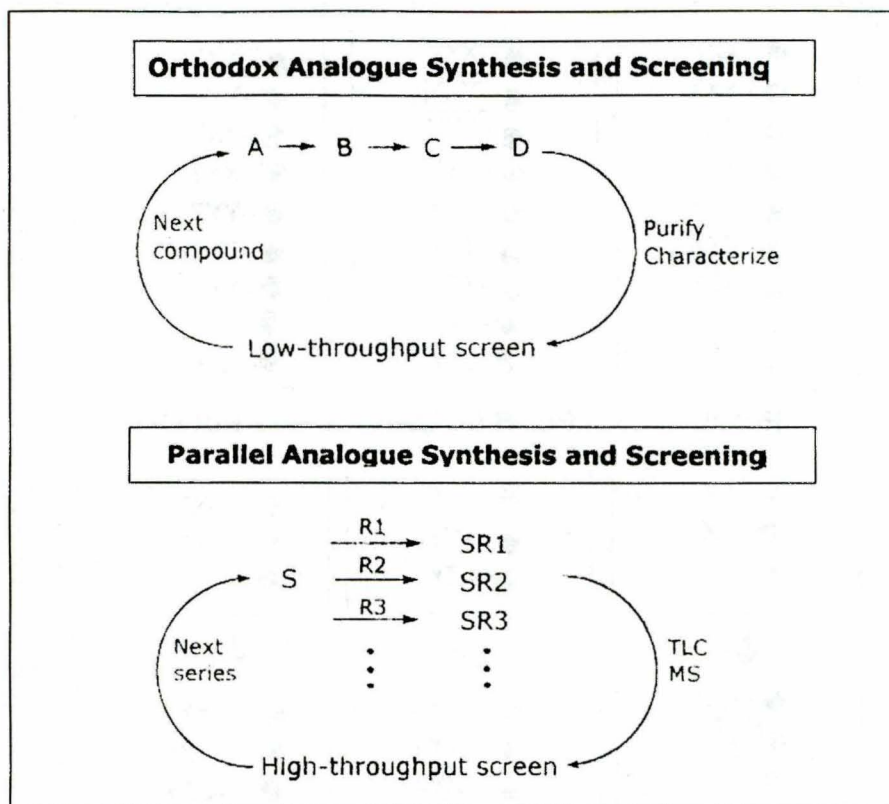 Orthodox Analogue Synthesis and Screening
A → B → C → D
Next
compound
Purify
Characterize
Low-throughput screen
Parallel Analogue Synthesis and Screening
R1
SR1
R2
S
SR2
R3
SR3
Next
series
TLC
MS
High-throughput screen